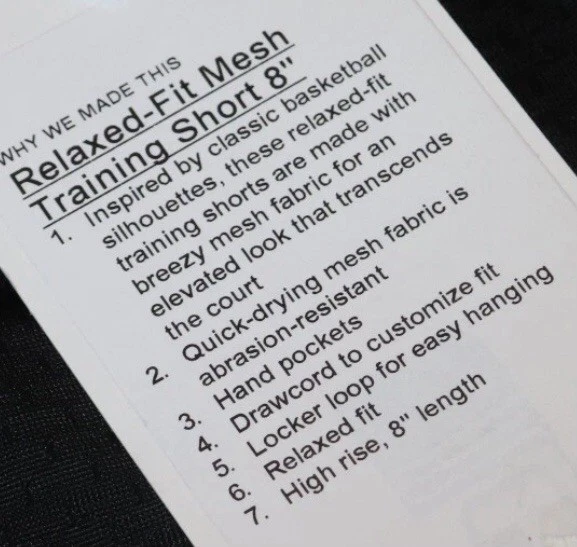 WHY WE MADE THIS
Relaxed-Fit Mesh
Training Short 8"
1. Inspired by classic basketball
silhouettes, these relaxed-fit
training shorts are made with
breezy mesh fabric for an
elevated look that transcends
the court
2. Quick-drying mesh fabric is
abrasion-resistant
3. Hand pockets
4. Drawcord to customize fit
5. Locker loop for easy hanging
6. Relaxed fit
7. High rise, 8" length